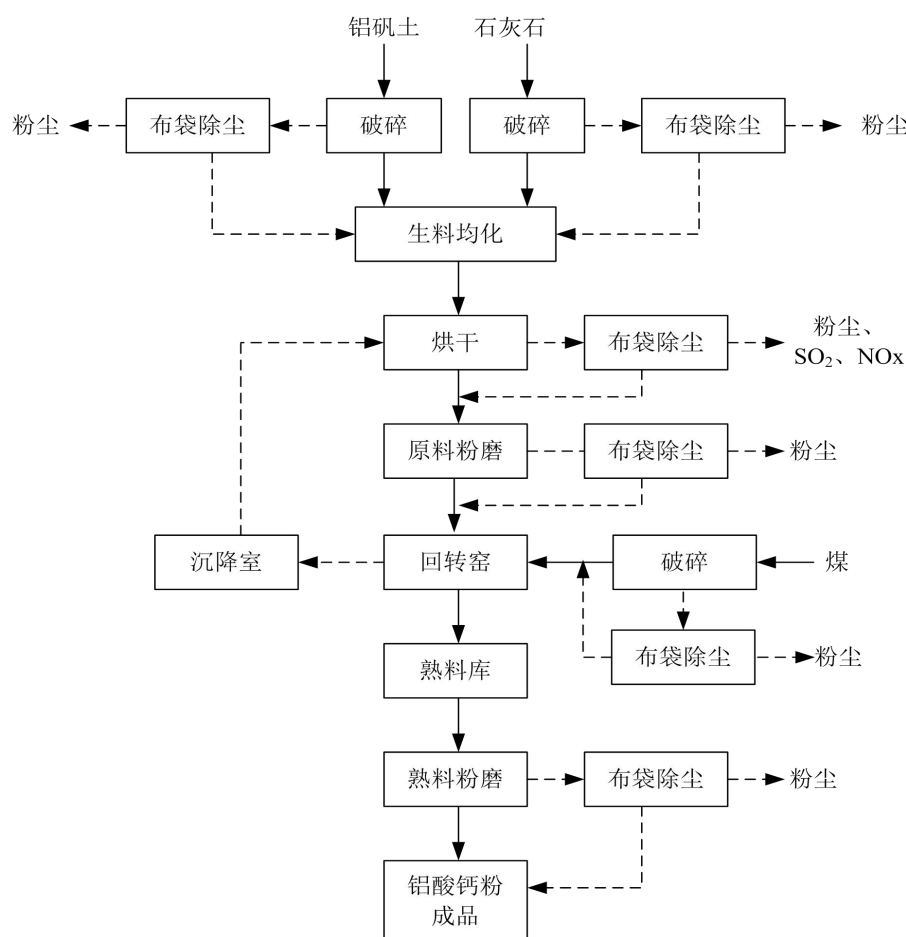 铝矾土
石灰石
粉尘
布袋除尘
破碎
破碎
布袋除尘
粉尘
生料均化
烘干
布袋除尘
粉尘、
SO₂、NOx
原料粉磨
布袋除尘
粉尘
沉降室
回转窑
破碎
煤
布袋除尘
粉尘
熟料库
熟料粉磨
布袋除尘
粉尘
铝酸钙粉
成品